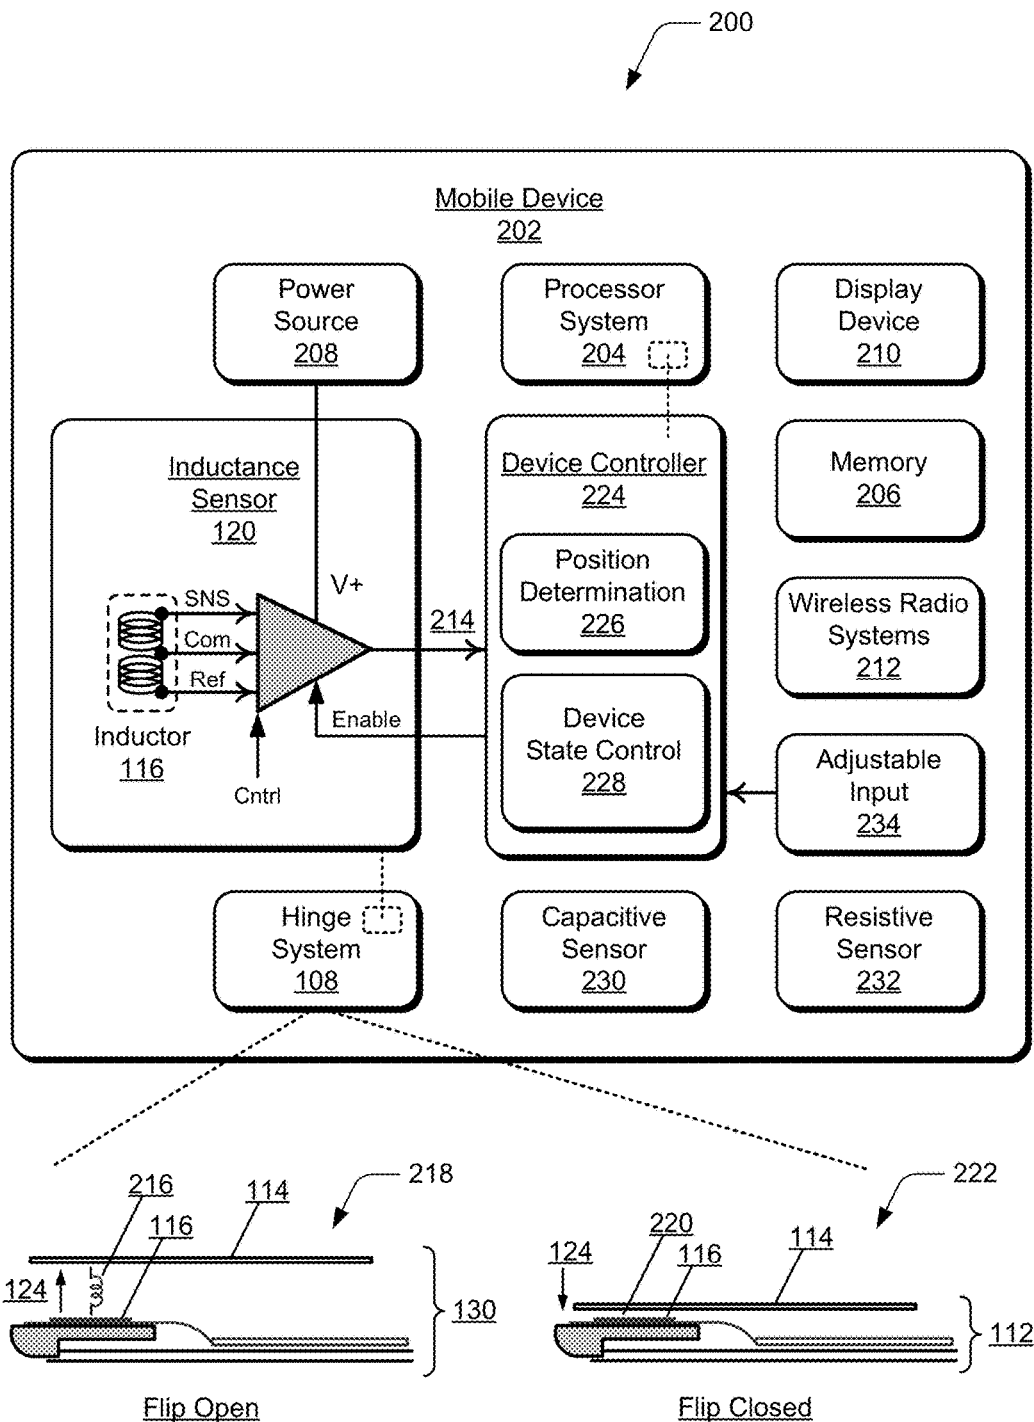 200
Mobile Device
202
Power
Source
208
Processor
System
204
Display
Device
210
Inductance
Sensor
120
V+
SNS
Com
Ref
Inductor
116
Cntrl
Enable
214
Device Controller
224
Position
Determination
226
Device
State Control
228
Memory
206
Wireless Radio
Systems
212
Adjustable
Input
234
Hinge
System
108
Capacitive
Sensor
230
Resistive
Sensor
232
218
216
116
114
124
130
Flip Open
222
220
116
114
124
112
Flip Closed